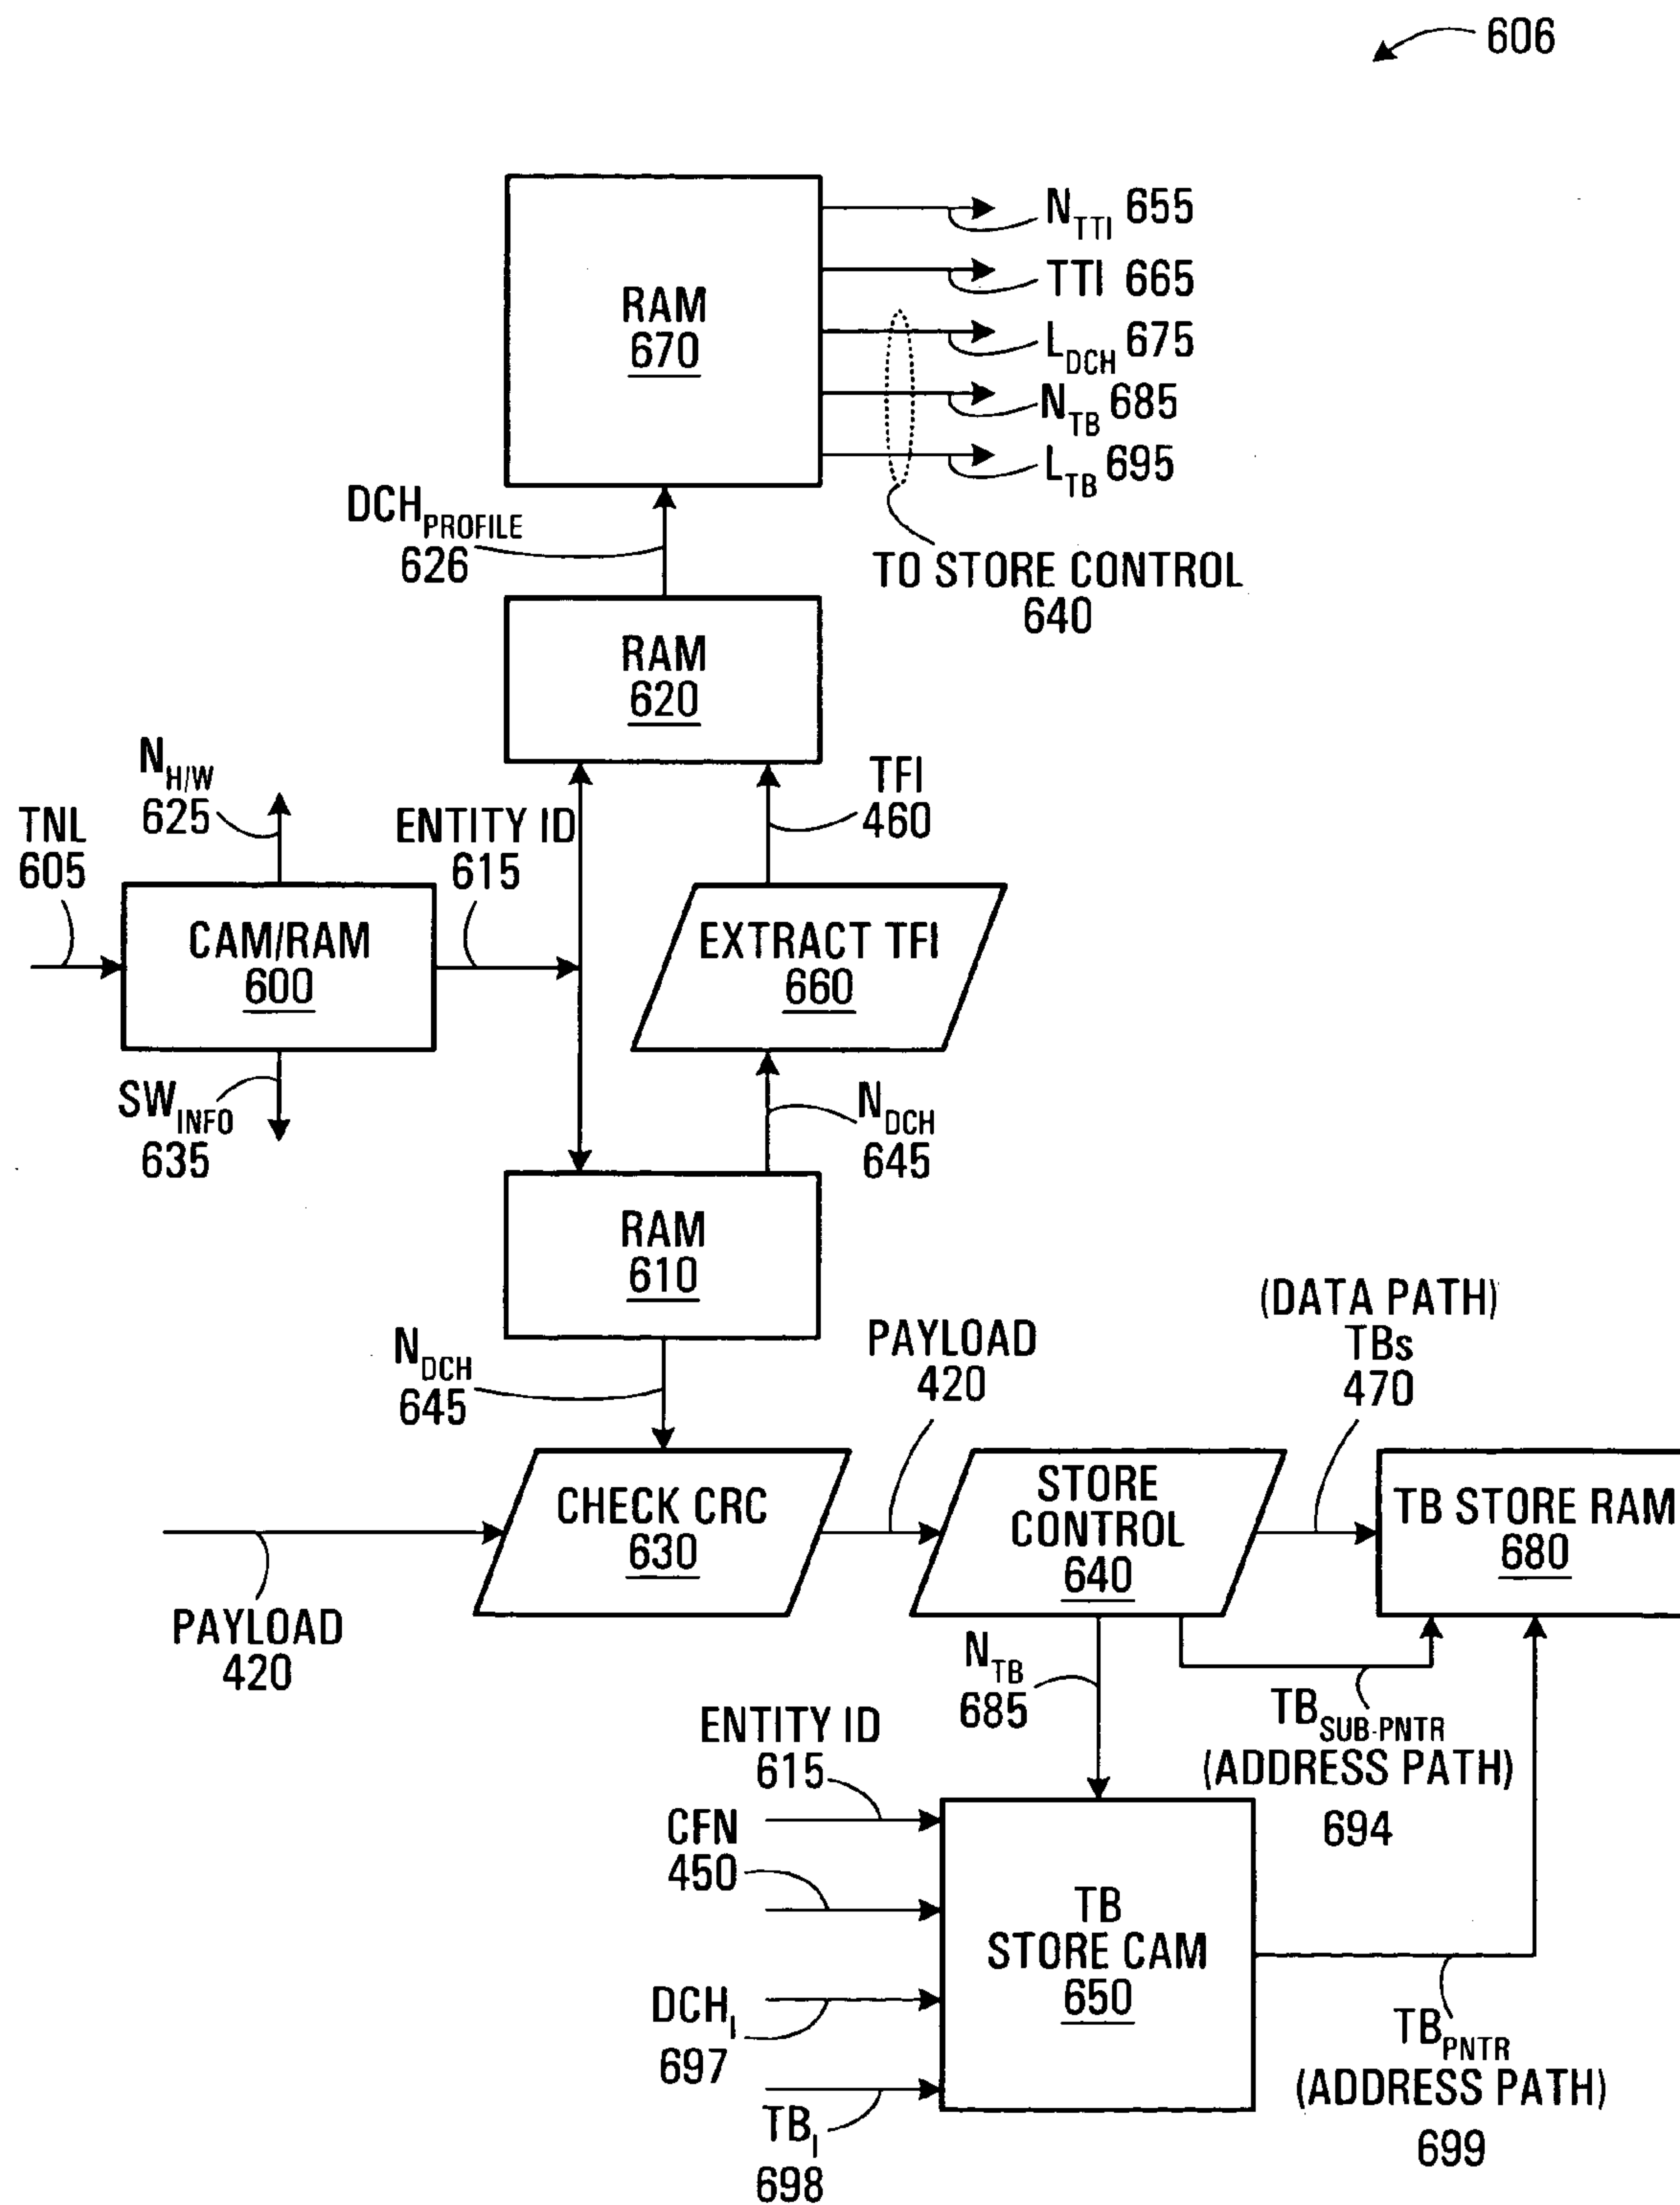 606
RAM
670
N_TTI 655
TTI 665
L_DCH 675
N_TB 685
L_TB 695
DCH_PROFILE
626
TO STORE CONTROL
640
RAM
620
N_H/W
625
TNL
605
ENTITY ID
615
TFI
460
CAM/RAM
600
EXTRACT TFI
660
SW_INFO
635
N_DCH
645
RAM
610
N_DCH
645
PAYLOAD
420
(DATA PATH)
TBs
470
CHECK CRC
630
STORE
CONTROL
640
TB STORE RAM
680
PAYLOAD
420
N_TB
685
TB_SUB-PNTR
(ADDRESS PATH)
694
ENTITY ID
615
CFN
450
TB
STORE CAM
650
DCH_I
697
TB_I
698
TB_PNTR
(ADDRESS PATH)
699